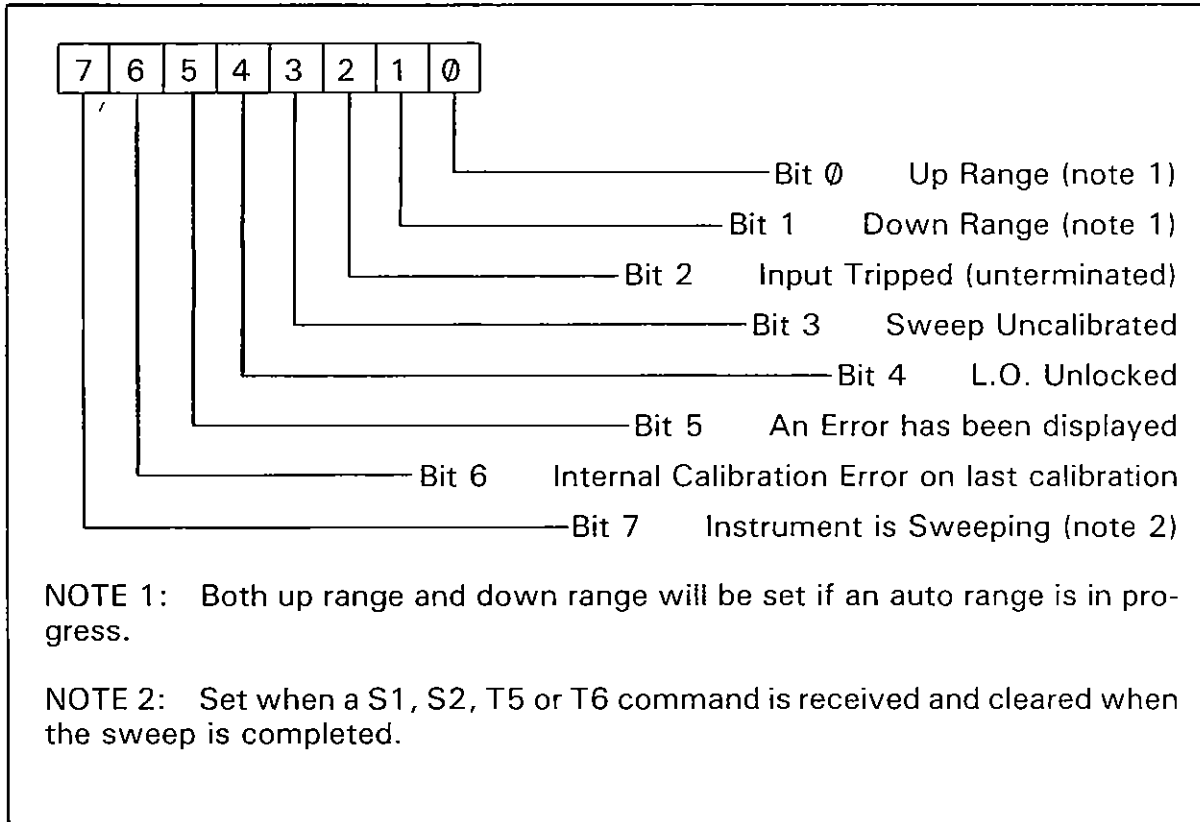 7 6 5 4 3 2 1 Ø
Bit Ø Up Range (note 1)
Bit 1 Down Range (note 1)
Bit 2 Input Tripped (unterminated)
Bit 3 Sweep Uncalibrated
Bit 4 L.O. Unlocked
Bit 5 An Error has been displayed
Bit 6 Internal Calibration Error on last calibration
Bit 7 Instrument is Sweeping (note 2)
NOTE 1: Both up range and down range will be set if an auto range is in pro-
gress.
NOTE 2: Set when a S1, S2, T5 or T6 command is received and cleared when
the sweep is completed.